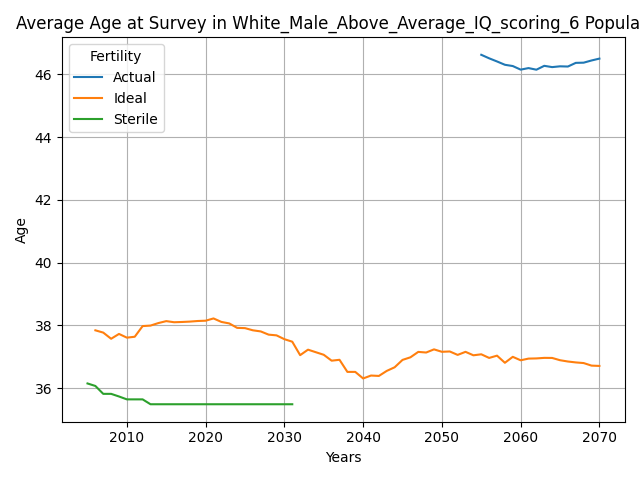 Average Age at Survey in White_Male_Above_Average_IQ_scoring_6 Popula
Fertility
Actual
Ideal
Sterile
Age
46
44
42
40
38
36
2010 2020 2030 2040 2050 2060 2070
Years